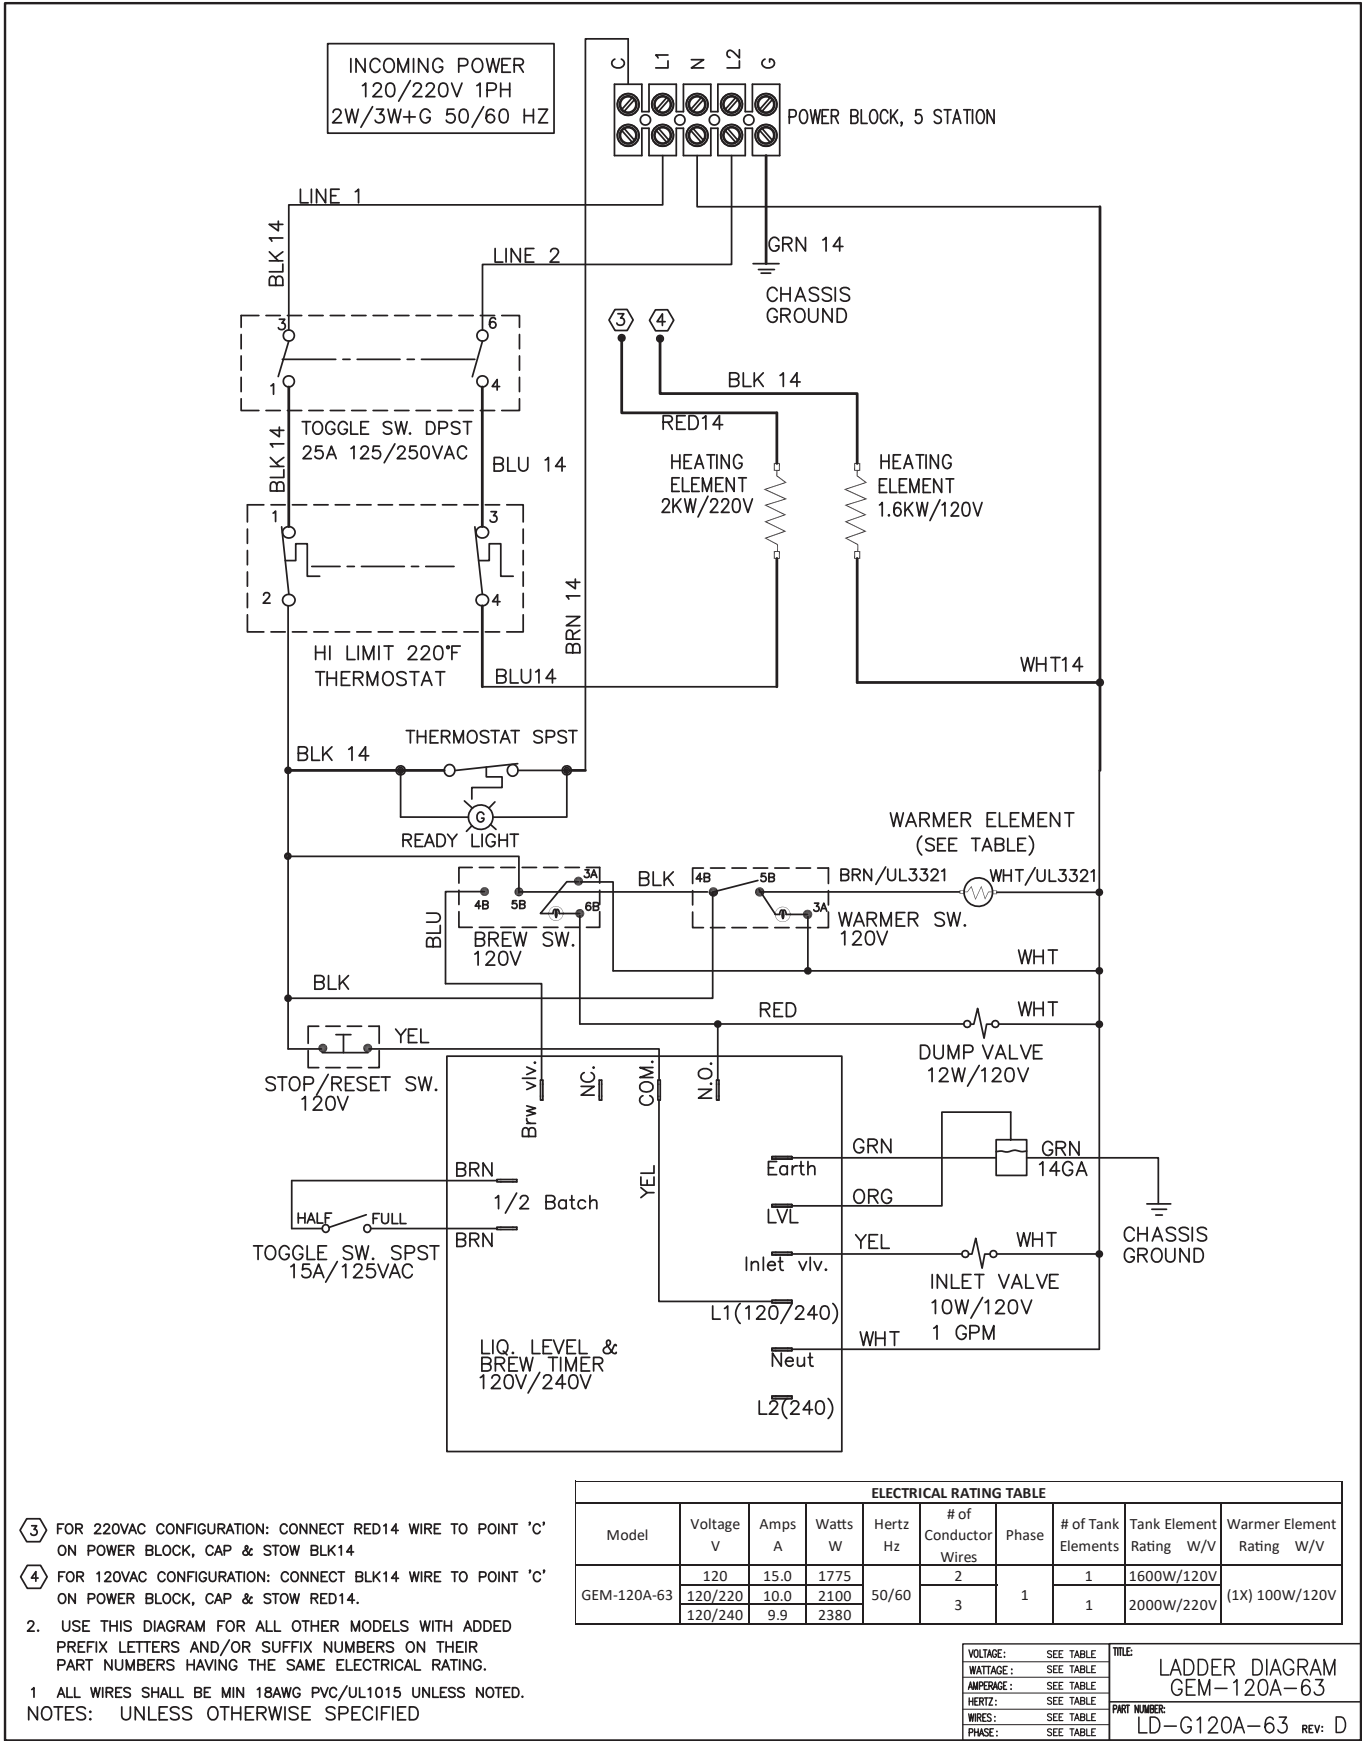 INCOMING POWER
120/220V 1PH
2W/3W+G 50/60 HZ
C L1 N L2 G
POWER BLOCK, 5 STATION
LINE 1
BLK 14
LINE 2
GRN 14
CHASSIS
GROUND
3 6
1 4
TOGGLE SW. DPST
25A 125/250VAC
BLK 14
BLU 14
3 4
BLK 14
RED14
HEATING
ELEMENT
2KW/220V
HEATING
ELEMENT
1.6KW/120V
1 3
2 4
HI LIMIT 220°F
THERMOSTAT
BLU14
BRN 14
WHT14
THERMOSTAT SPST
BLK 14
G
READY LIGHT
WARMER ELEMENT
(SEE TABLE)
BRN/UL3321
WHT/UL3321
BLU
4B 5B 3A 6B
BREW SW.
120V
BLK
4B 5B 3A
WARMER SW.
120V
WHT
BLK
RED
WHT
DUMP VALVE
12W/120V
YEL
STOP/RESET SW.
120V
Brw vlv.
NC.
COM.
N.O.
YEL
BRN
1/2 Batch
BRN
HALF FULL
TOGGLE SW. SPST
15A/125VAC
Earth
GRN
GRN
14GA
LVL
ORG
CHASSIS
GROUND
Inlet vlv.
YEL
WHT
INLET VALVE
10W/120V
1 GPM
L1(120/240)
Neut
WHT
L2(240)
LIQ. LEVEL &
BREW TIMER
120V/240V
3 FOR 220VAC CONFIGURATION: CONNECT RED14 WIRE TO POINT 'C'
ON POWER BLOCK, CAP & STOW BLK14
4 FOR 120VAC CONFIGURATION: CONNECT BLK14 WIRE TO POINT 'C'
ON POWER BLOCK, CAP & STOW RED14.
2. USE THIS DIAGRAM FOR ALL OTHER MODELS WITH ADDED
PREFIX LETTERS AND/OR SUFFIX NUMBERS ON THEIR
PART NUMBERS HAVING THE SAME ELECTRICAL RATING.
1 ALL WIRES SHALL BE MIN 18AWG PVC/UL1015 UNLESS NOTED.
NOTES: UNLESS OTHERWISE SPECIFIED
ELECTRICAL RATING TABLE
Model Voltage V Amps A Watts W Hertz Hz # of Conductor Wires Phase # of Tank Elements Tank Element Rating W/V Warmer Element Rating W/V
GEM-120A-63 120 15.0 1775 50/60 2 1 1 1600W/120V (1X) 100W/120V
120/220 10.0 2100 3 1 2000W/220V
120/240 9.9 2380
VOLTAGE: SEE TABLE
WATTAGE: SEE TABLE
AMPERAGE: SEE TABLE
HERTZ: SEE TABLE
WIRES: SEE TABLE
PHASE: SEE TABLE
TITLE:
LADDER DIAGRAM
GEM-120A-63
PART NUMBER:
LD-G120A-63 REV: D